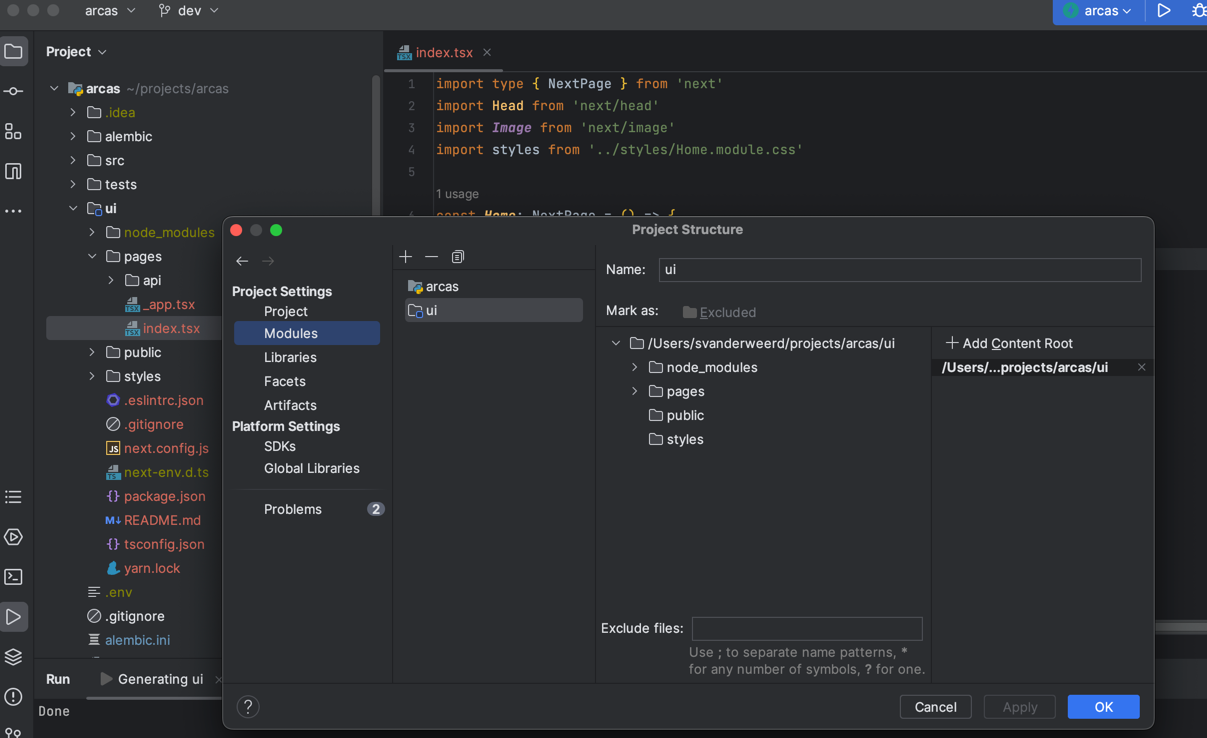 arcas
dev
arcas
Project
index.tsx
arcas ~/projects/arcas
.idea
alembic
src
tests
ui
node_modules
pages
api
_app.tsx
index.tsx
public
styles
.eslintrc.json
.gitignore
next.config.js
next-env.d.ts
package.json
README.md
tsconfig.json
yarn.lock
.env
.gitignore
alembic.ini
1 import type { NextPage } from 'next'
2 import Head from 'next/head'
3 import Image from 'next/image'
4 import styles from '../styles/Home.module.css'
5
1 usage
const Home: NextPage = () => {
Project Structure
Project Settings
Project
Modules
Libraries
Facets
Artifacts
Platform Settings
SDKs
Global Libraries
Problems 2
arcas
ui
Name: ui
Mark as: Excluded
/Users/svanderweerd/projects/arcas/ui
node_modules
pages
public
styles
Add Content Root
/Users/...projects/arcas/ui
Exclude files:
Use ; to separate name patterns, *
for any number of symbols, ? for one.
? Cancel Apply OK
Run Generating ui
Done